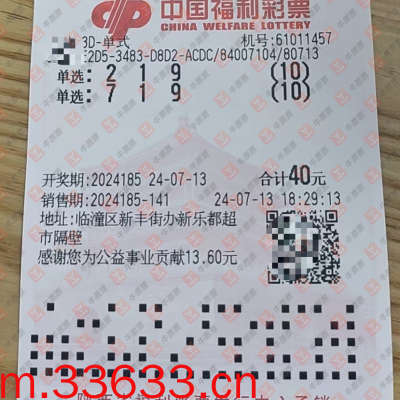 中国福利彩票
CHINA WELFARE LOTTERY
3D-单式 机号:61011457
E2D5-3483-D8D2-ACDC/84007104/80713
单选:2 1 9 (10)
单选:7 1 9 (10)
开奖期:2024185 24-07-13 合计40元
销售期:2024185-141 24-07-13 18:29:13
地址:临潼区新丰街办新乐都超
市隔壁
感谢您为公益事业贡献13.60元
m.33633.cn